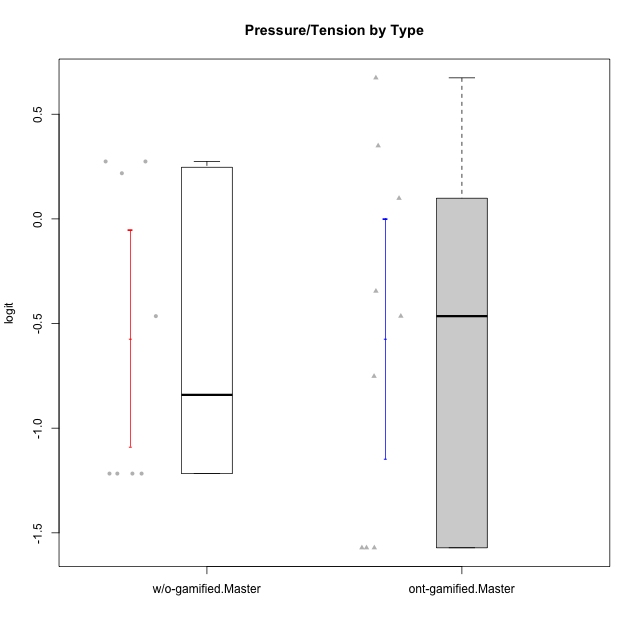 Pressure/Tension by Type
0.5
0.0
-0.5
-1.0
-1.5
logit
w/o-gamified.Master
ont-gamified.Master